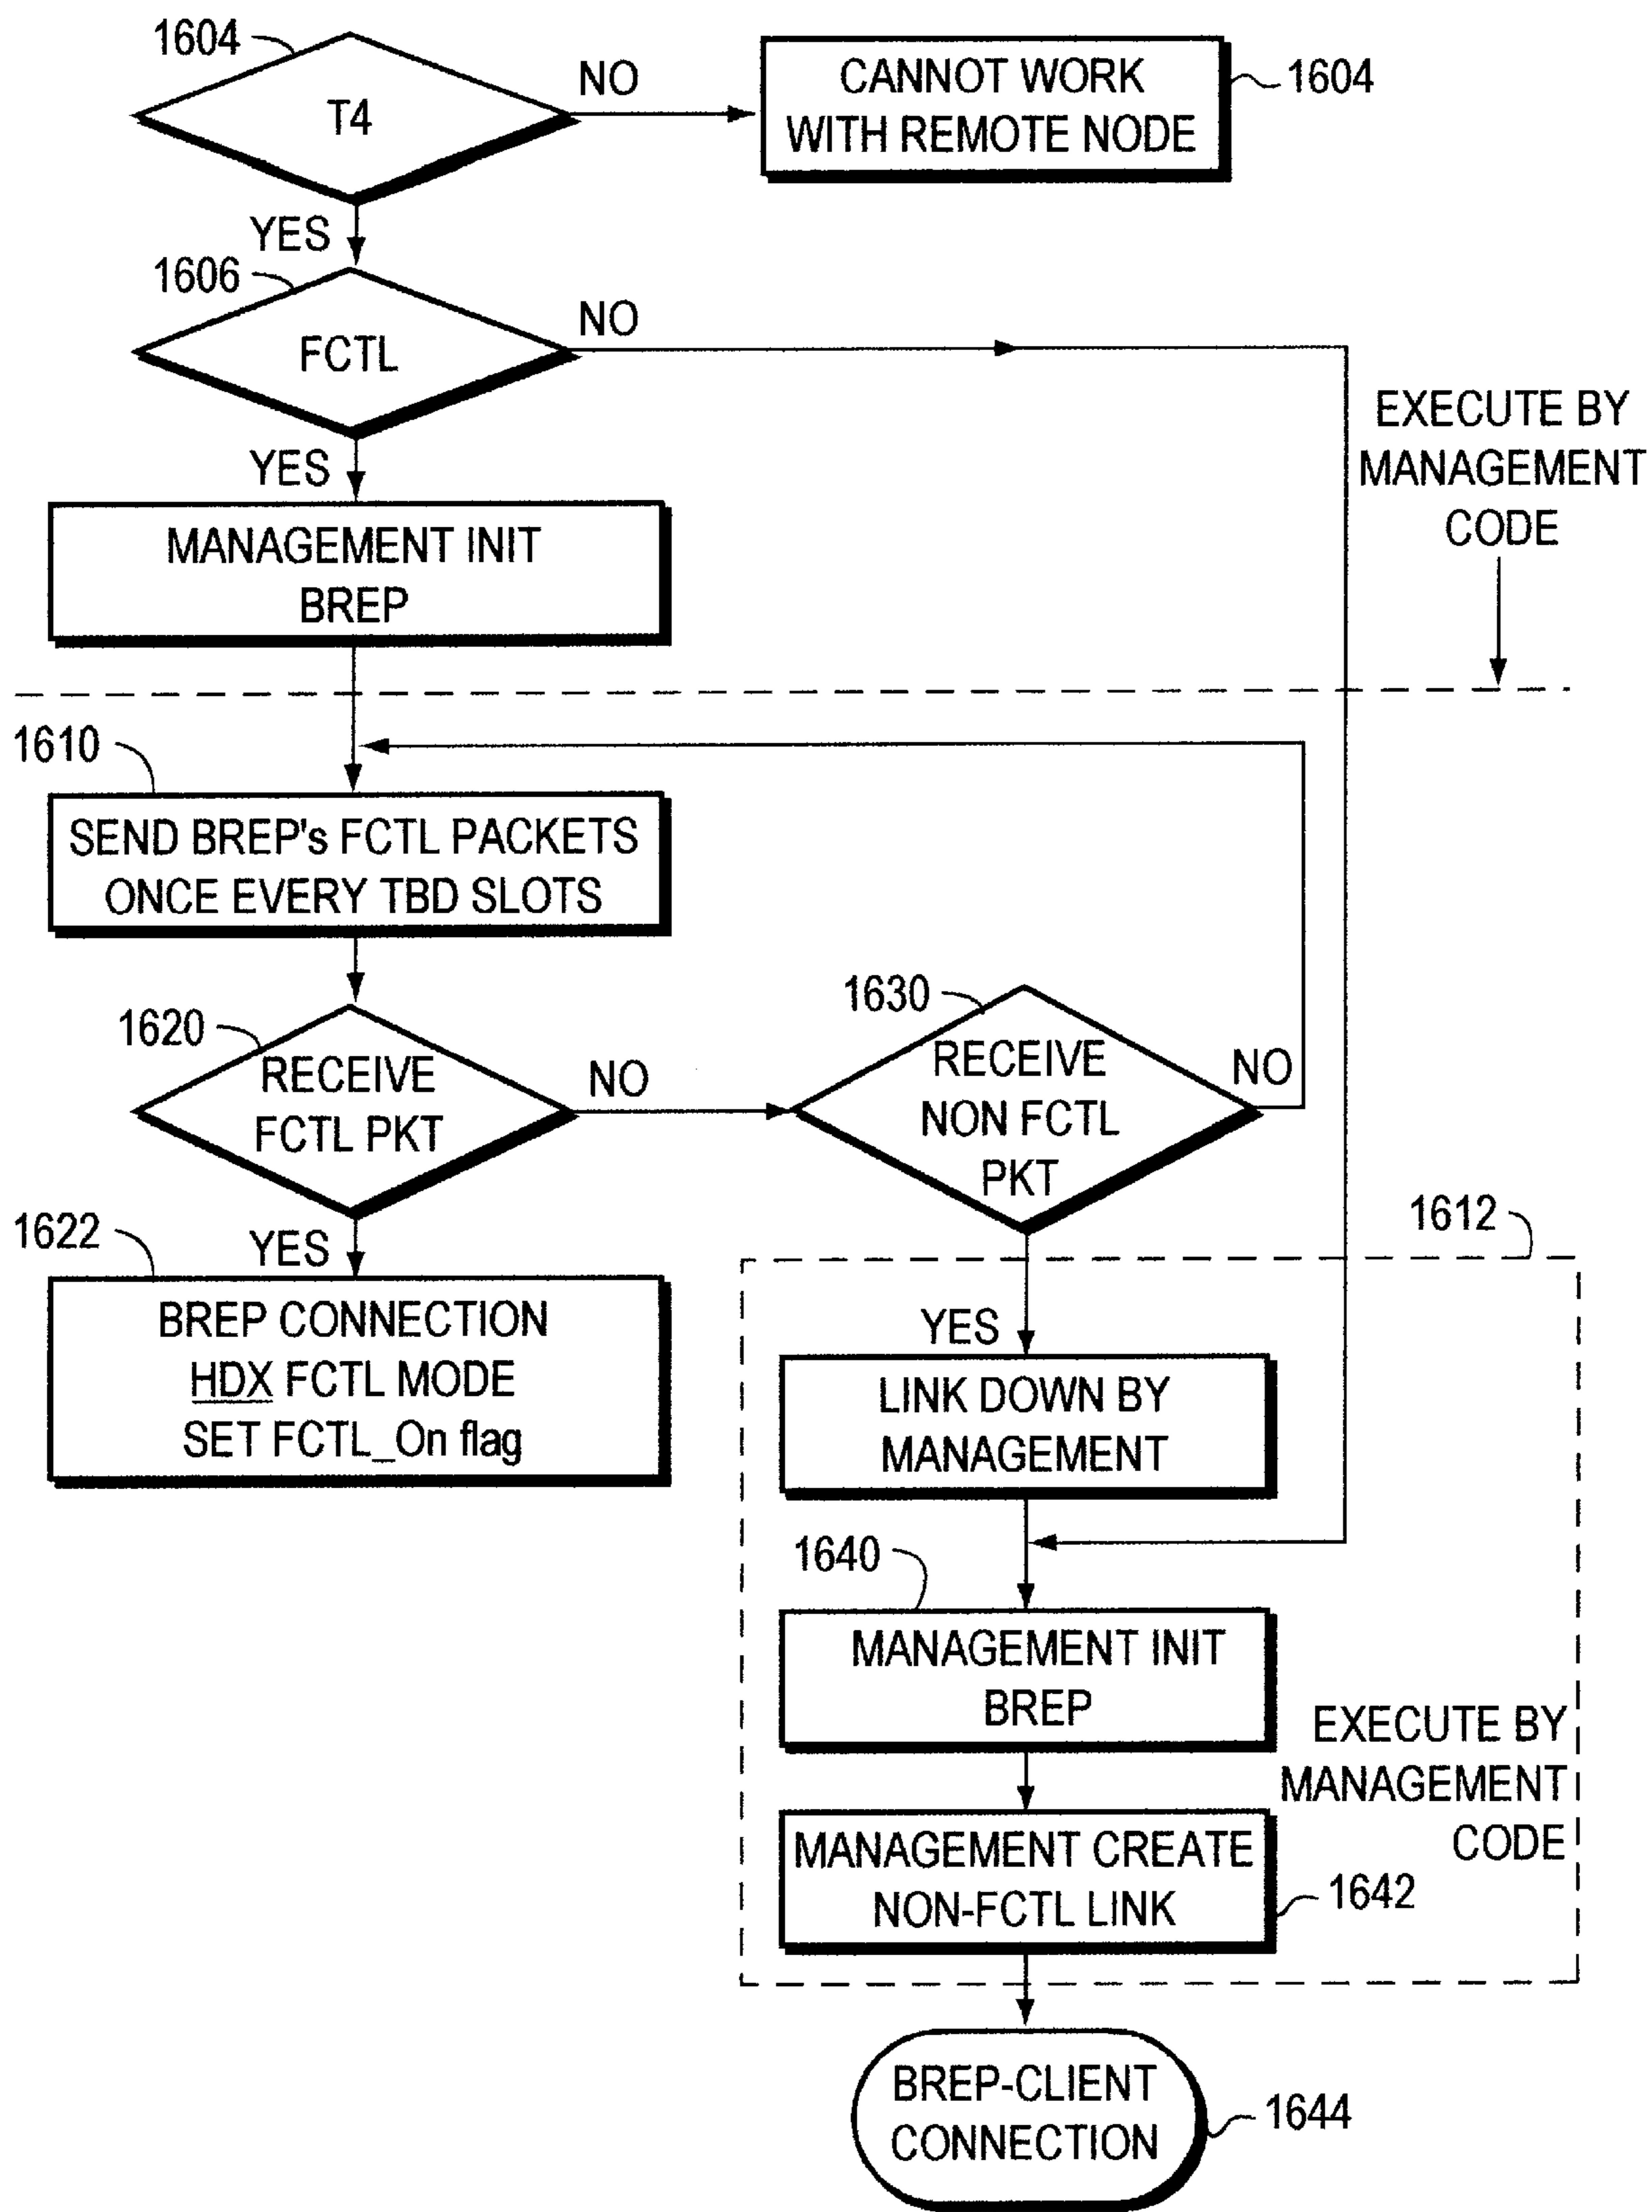 1604
T4
NO
CANNOT WORK
WITH REMOTE NODE
1604
YES
1606
FCTL
NO
EXECUTE BY
MANAGEMENT
CODE
YES
MANAGEMENT INIT
BREP
1610
SEND BREP's FCTL PACKETS
ONCE EVERY TBD SLOTS
1620
RECEIVE
FCTL PKT
NO
1630
RECEIVE
NON FCTL
PKT
NO
1622
YES
BREP CONNECTION
HDX FCTL MODE
SET FCTL_On flag
1612
YES
LINK DOWN BY
MANAGEMENT
1640
MANAGEMENT INIT
BREP
EXECUTE BY
MANAGEMENT
CODE
MANAGEMENT CREATE
NON-FCTL LINK
1642
BREP-CLIENT
CONNECTION
1644